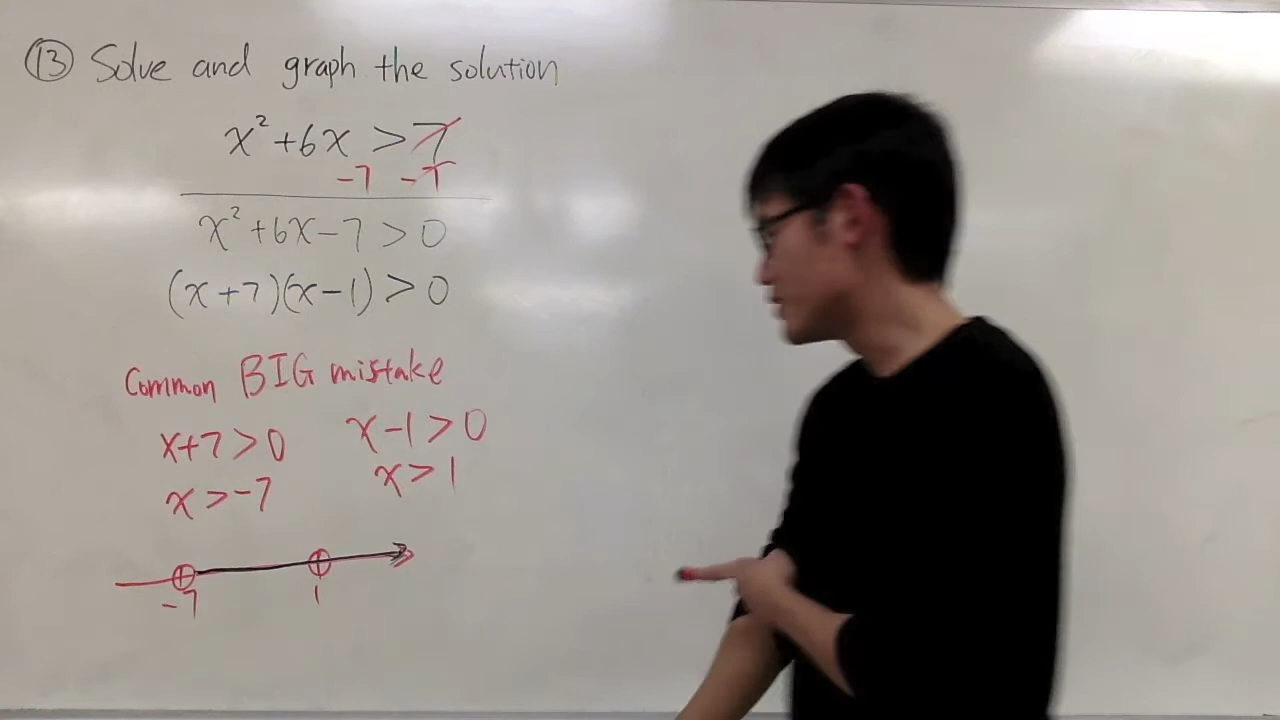 ⑬ Solve and graph the solution
x² + 6x > 7
-7 -7
x² + 6x - 7 > 0
(x + 7)(x - 1) > 0
Common BIG mistake
x + 7 > 0 x - 1 > 0
x > -7 x > 1
-7 1